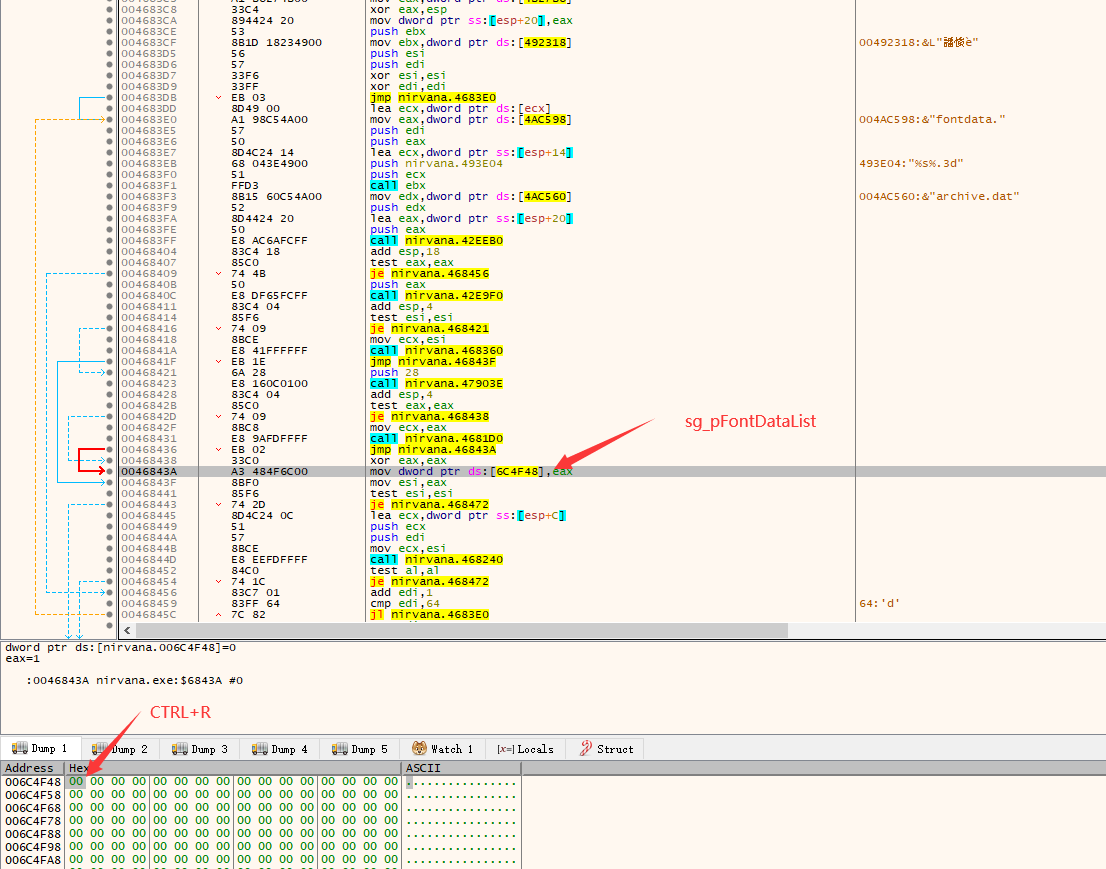 004683C8 33C4 xor eax,esp
004683CA 894424 20 mov dword ptr ss:[esp+20],eax
004683CE 53 push ebx
004683CF 8B1D 18234900 mov ebx,dword ptr ds:[492318] 00492318:&L"
004683D5 56 push esi
004683D6 57 push edi
004683D7 33F6 xor esi,esi
004683D9 33FF xor edi,edi
004683DB EB 03 jmp nirvana.4683E0
004683DD 8D49 00 lea ecx,dword ptr ds:[ecx]
004683E0 A1 98C54A00 mov eax,dword ptr ds:[4AC598] 004AC598:&"fontdata."
004683E5 57 push edi
004683E6 50 push eax
004683E7 8D4C24 14 lea ecx,dword ptr ss:[esp+14]
004683EB 68 043E4900 push nirvana.493E04 493E04:"%s%.3d"
004683F0 51 push ecx
004683F1 FFD3 call ebx
004683F3 8B15 60C54A00 mov edx,dword ptr ds:[4AC560] 004AC560:&"archive.dat"
004683F9 52 push edx
004683FA 8D4424 20 lea eax,dword ptr ss:[esp+20]
004683FE 50 push eax
004683FF E8 AC6AFCFF call nirvana.42EEB0
00468404 83C4 18 add esp,18
00468407 85C0 test eax,eax
00468409 74 4B je nirvana.468456
0046840B 50 push eax
0046840C E8 DF65FCFF call nirvana.42E9F0
00468411 83C4 04 add esp,4
00468414 85F6 test esi,esi
00468416 74 09 je nirvana.468421
00468418 8BCE mov ecx,esi
0046841A E8 41FFFFFF call nirvana.468360
0046841F EB 1E jmp nirvana.46843F
00468421 6A 28 push 28
00468423 E8 160C0100 call nirvana.47903E
00468428 83C4 04 add esp,4
0046842B 85C0 test eax,eax
0046842D 74 09 je nirvana.468438
0046842F 8BC8 mov ecx,eax
sg_pFontDataList
00468431 E8 9AFDFFFF call nirvana.4681D0
00468436 EB 02 jmp nirvana.46843A
00468438 33C0 xor eax,eax
0046843A A3 484F6C00 mov dword ptr ds:[6C4F48],eax
0046843F 8BF0 mov esi,eax
00468441 85F6 test esi,esi
00468443 74 2D je nirvana.468472
00468445 8D4C24 0C lea ecx,dword ptr ss:[esp+C]
00468449 51 push ecx
0046844A 57 push edi
0046844B 8BCE mov ecx,esi
0046844D E8 EEFDFFFF call nirvana.468240
00468452 84C0 test al,al
00468454 74 1C je nirvana.468472
00468456 83C7 01 add edi,1
00468459 83FF 64 cmp edi,64 64:'d'
0046845C 7C 82 jl nirvana.4683E0
dword ptr ds:[nirvana.006C4F48]=0
eax=1
:0046843A nirvana.exe:$6843A #0
CTRL+R
Dump 1 Dump 2 Dump 3 Dump 4 Dump 5 Watch 1 [x=] Locals Struct
Address Hex ASCII
006C4F48 00 00 00 00 00 00 00 00 00 00 00 00 00 00 00 00 ................
006C4F58 00 00 00 00 00 00 00 00 00 00 00 00 00 00 00 00 ................
006C4F68 00 00 00 00 00 00 00 00 00 00 00 00 00 00 00 00 ................
006C4F78 00 00 00 00 00 00 00 00 00 00 00 00 00 00 00 00 ................
006C4F88 00 00 00 00 00 00 00 00 00 00 00 00 00 00 00 00 ................
006C4F98 00 00 00 00 00 00 00 00 00 00 00 00 00 00 00 00 ................
006C4FA8 00 00 00 00 00 00 00 00 00 00 00 00 00 00 00 00 ................